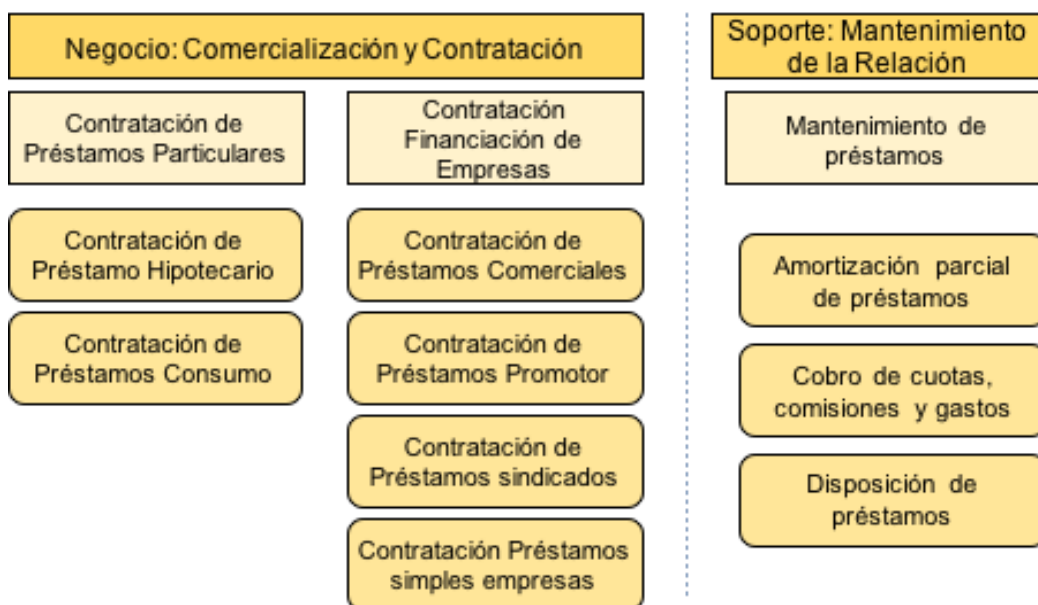 Negocio: Comercialización y Contratación
Soporte: Mantenimiento
de la Relación
Contratación de
Préstamos Particulares
Contratación
Financiación de
Empresas
Mantenimiento de
préstamos
Contratación de
Préstamo Hipotecario
Contratación de
Préstamos Consumo
Contratación de
Préstamos Comerciales
Contratación de
Préstamos Promotor
Contratación de
Préstamos sindicados
Contratación Préstamos
simples empresas
Amortización parcial
de préstamos
Cobro de cuotas,
comisiones y gastos
Disposición de
préstamos